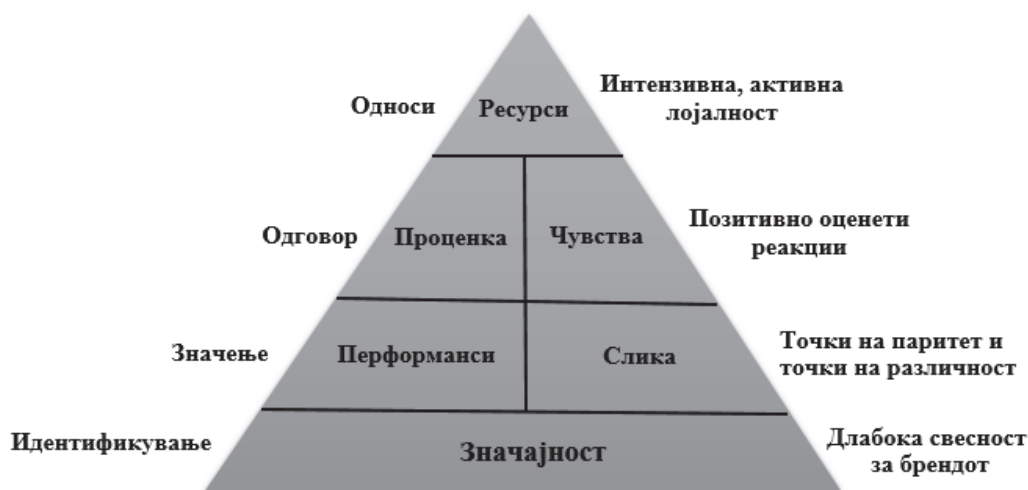 Односи
Ресурси
Интензивна, активна
лојалност
Одговор
Проценка
Чувства
Позитивно оценети
реакции
Значење
Перформанси
Слика
Точки на паритет и
точки на различност
Идентификување
Значајност
Длабока свесност
за брендот